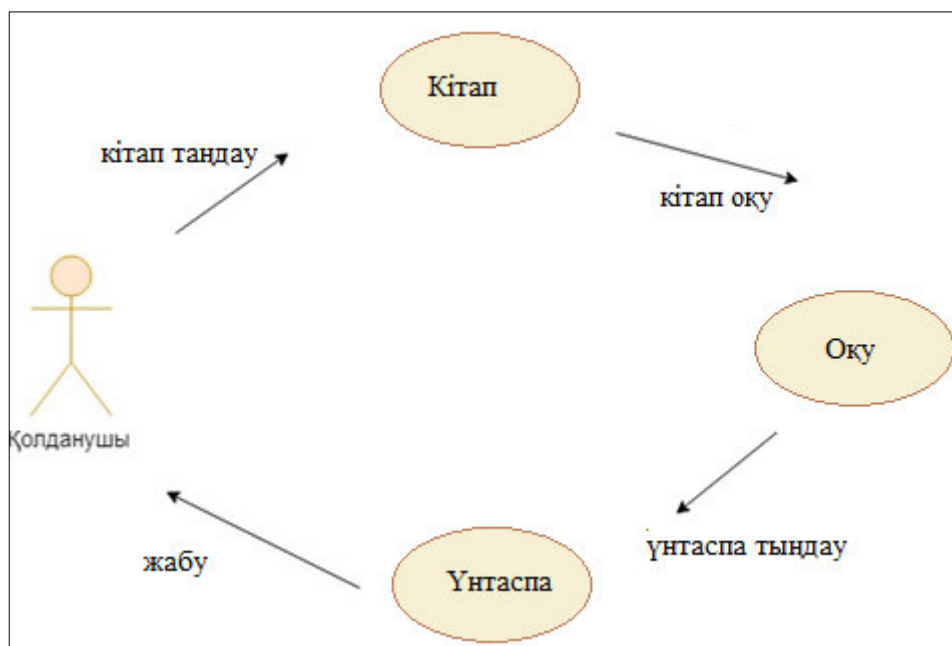 Кітап
кітап таңдау
кітап оқу
Оқу
Қолданушы
үнтаспа тыңдау
жабу
Үнтаспа